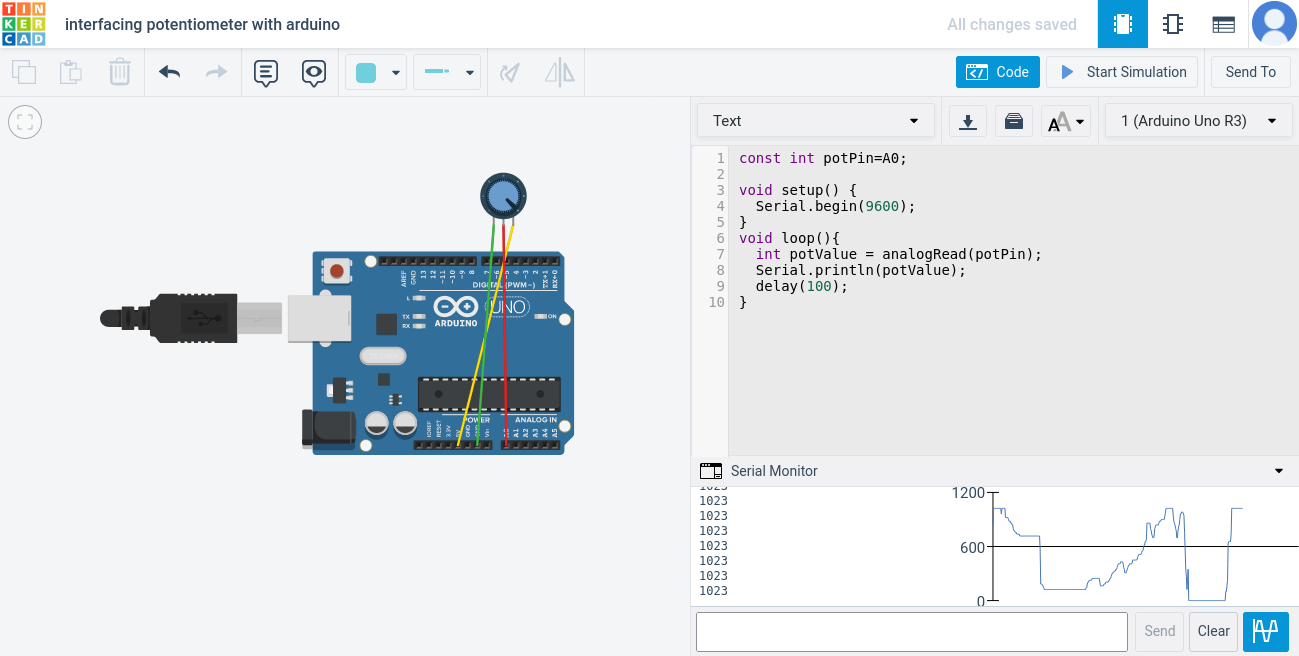 TIN
KER
CAD
interfacing potentiometer with arduino
All changes saved
Code
Start Simulation
Send To
Text
1 (Arduino Uno R3)
1 const int potPin=A0;
2
3 void setup() {
4 Serial.begin(9600);
5 }
6 void loop(){
7 int potValue = analogRead(potPin);
8 Serial.println(potValue);
9 delay(100);
10 }
AREF
GND
13
12
~11
~10
~9
8
7
~6
~5
4
~3
2
TX→1
RX←0
DIGITAL (PWM~)
L
TX
RX
ARDUINO
UNO
ON
POWER
ANALOG IN
IOREF
RESET
3.3V
5V
GND
Vin
A1
A2
A3
A4
A5
Serial Monitor
1023
1023
1023
1023
1023
1023
1023
1023
1200
600
0
Send
Clear